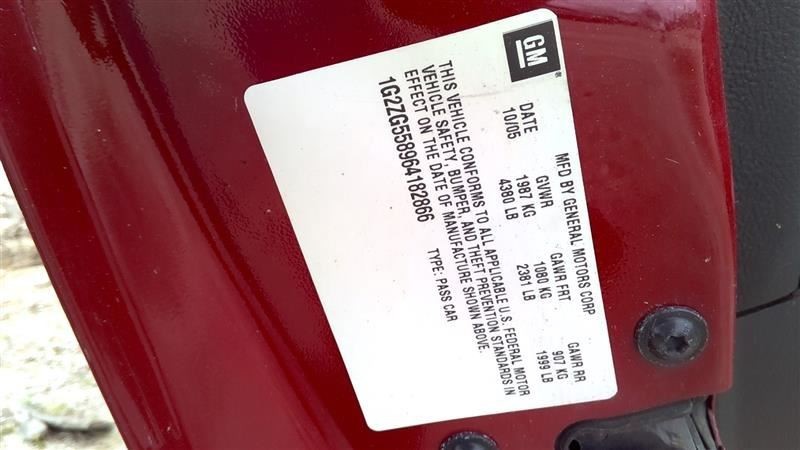 GM
MFD BY GENERAL MOTORS CORP
DATE GVWR GAWR FRT GAWR RR
10/05 1987 KG 1080 KG 907 KG
4380 LB 2381 LB 1999 LB
THIS VEHICLE CONFORMS TO ALL APPLICABLE U.S. FEDERAL MOTOR
VEHICLE SAFETY, BUMPER, AND THEFT PREVENTION STANDARDS IN
EFFECT ON THE DATE OF MANUFACTURE SHOWN ABOVE.
1G2ZG558964182866 TYPE: PASS CAR